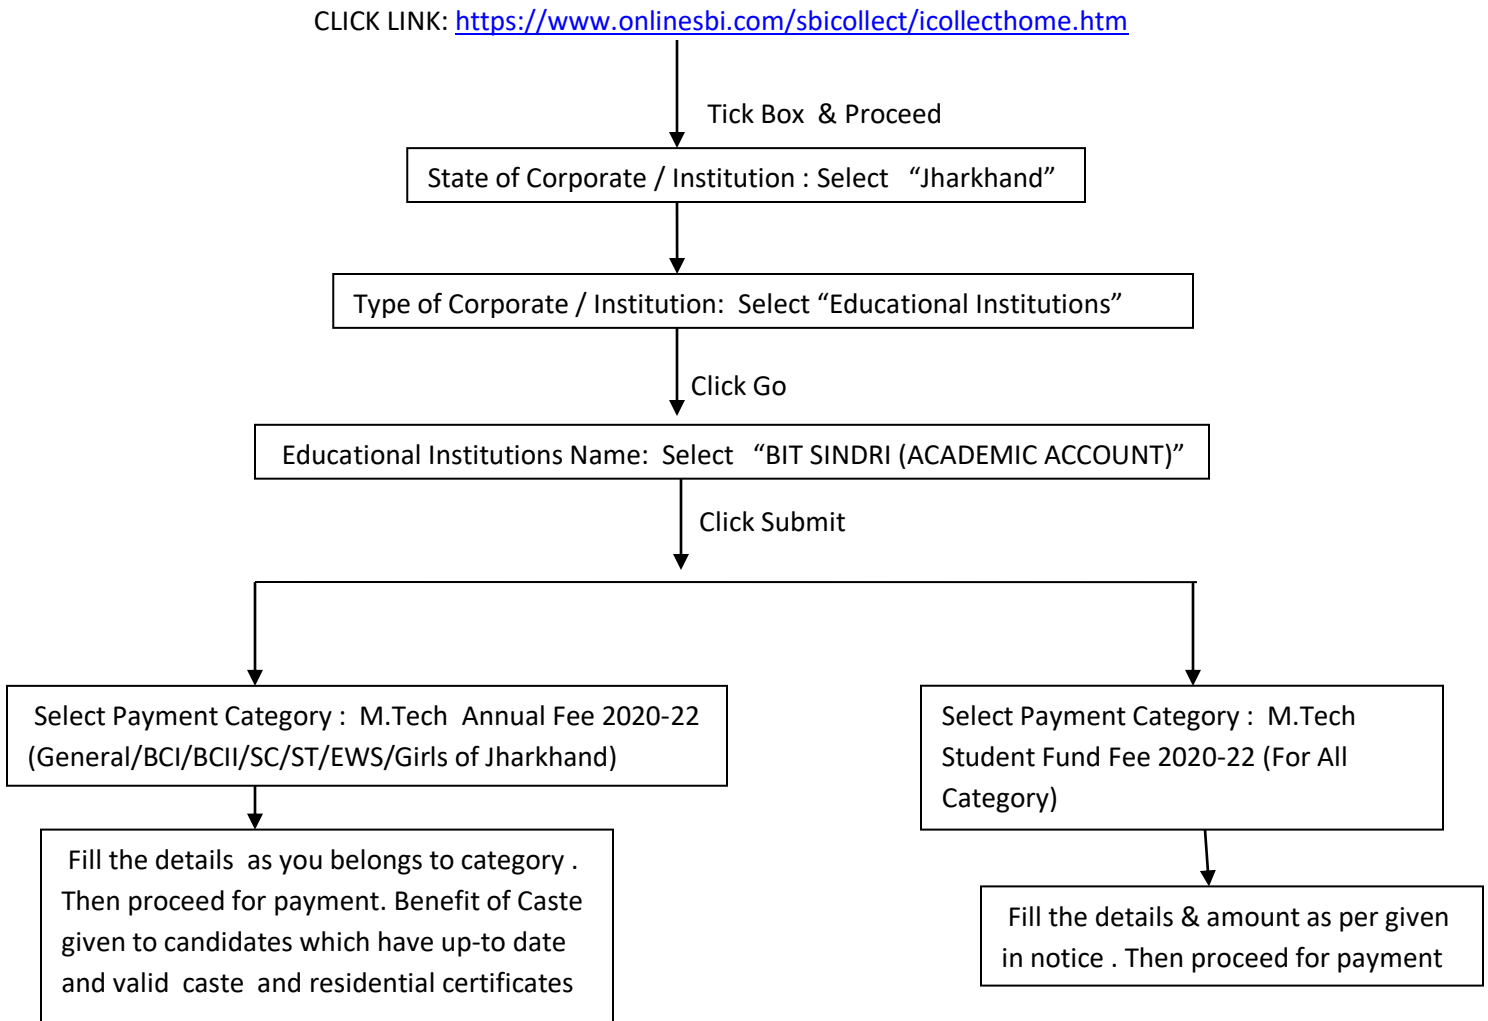 CLICK LINK: https://www.onlinesbi.com/sbicollect/icollecthome.htm
Tick Box & Proceed
State of Corporate / Institution : Select “Jharkhand”
Type of Corporate / Institution: Select “Educational Institutions”
Click Go
Educational Institutions Name: Select “BIT SINDRI (ACADEMIC ACCOUNT)”
Click Submit
Select Payment Category : M.Tech Annual Fee 2020-22
(General/BCI/BCII/SC/ST/EWS/Girls of Jharkhand)
Fill the details as you belongs to category .
Then proceed for payment. Benefit of Caste
given to candidates which have up-to date
and valid caste and residential certificates
Select Payment Category : M.Tech
Student Fund Fee 2020-22 (For All
Category)
Fill the details & amount as per given
in notice . Then proceed for payment